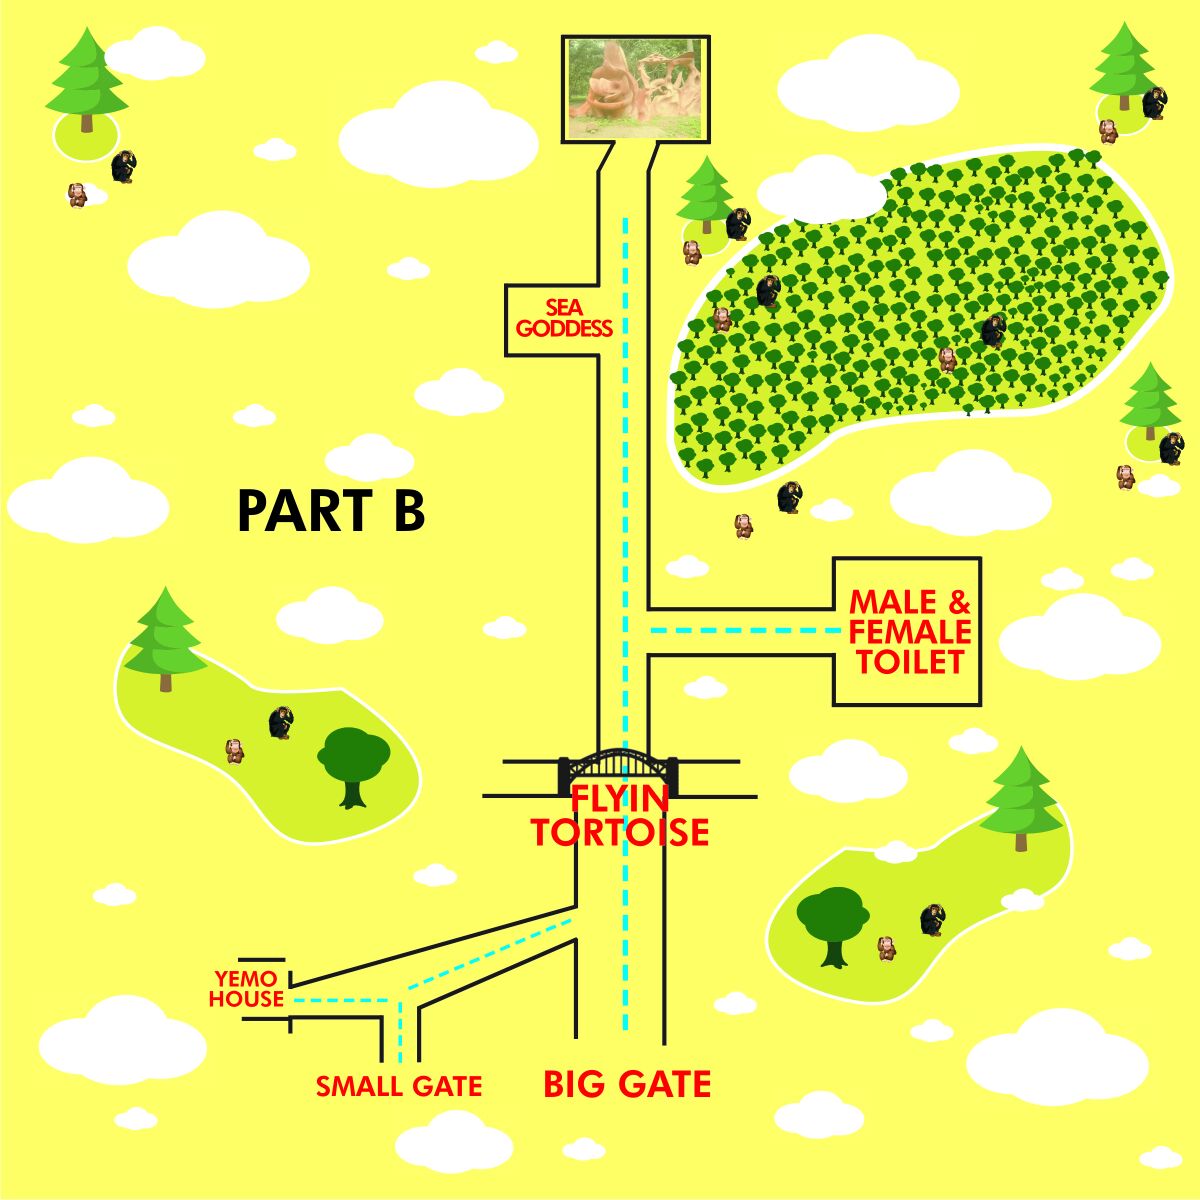 SEA
GODDESS
PART B
MALE &
FEMALE
TOILET
FLYIN
TORTOISE
YEMO
HOUSE
SMALL GATE
BIG GATE